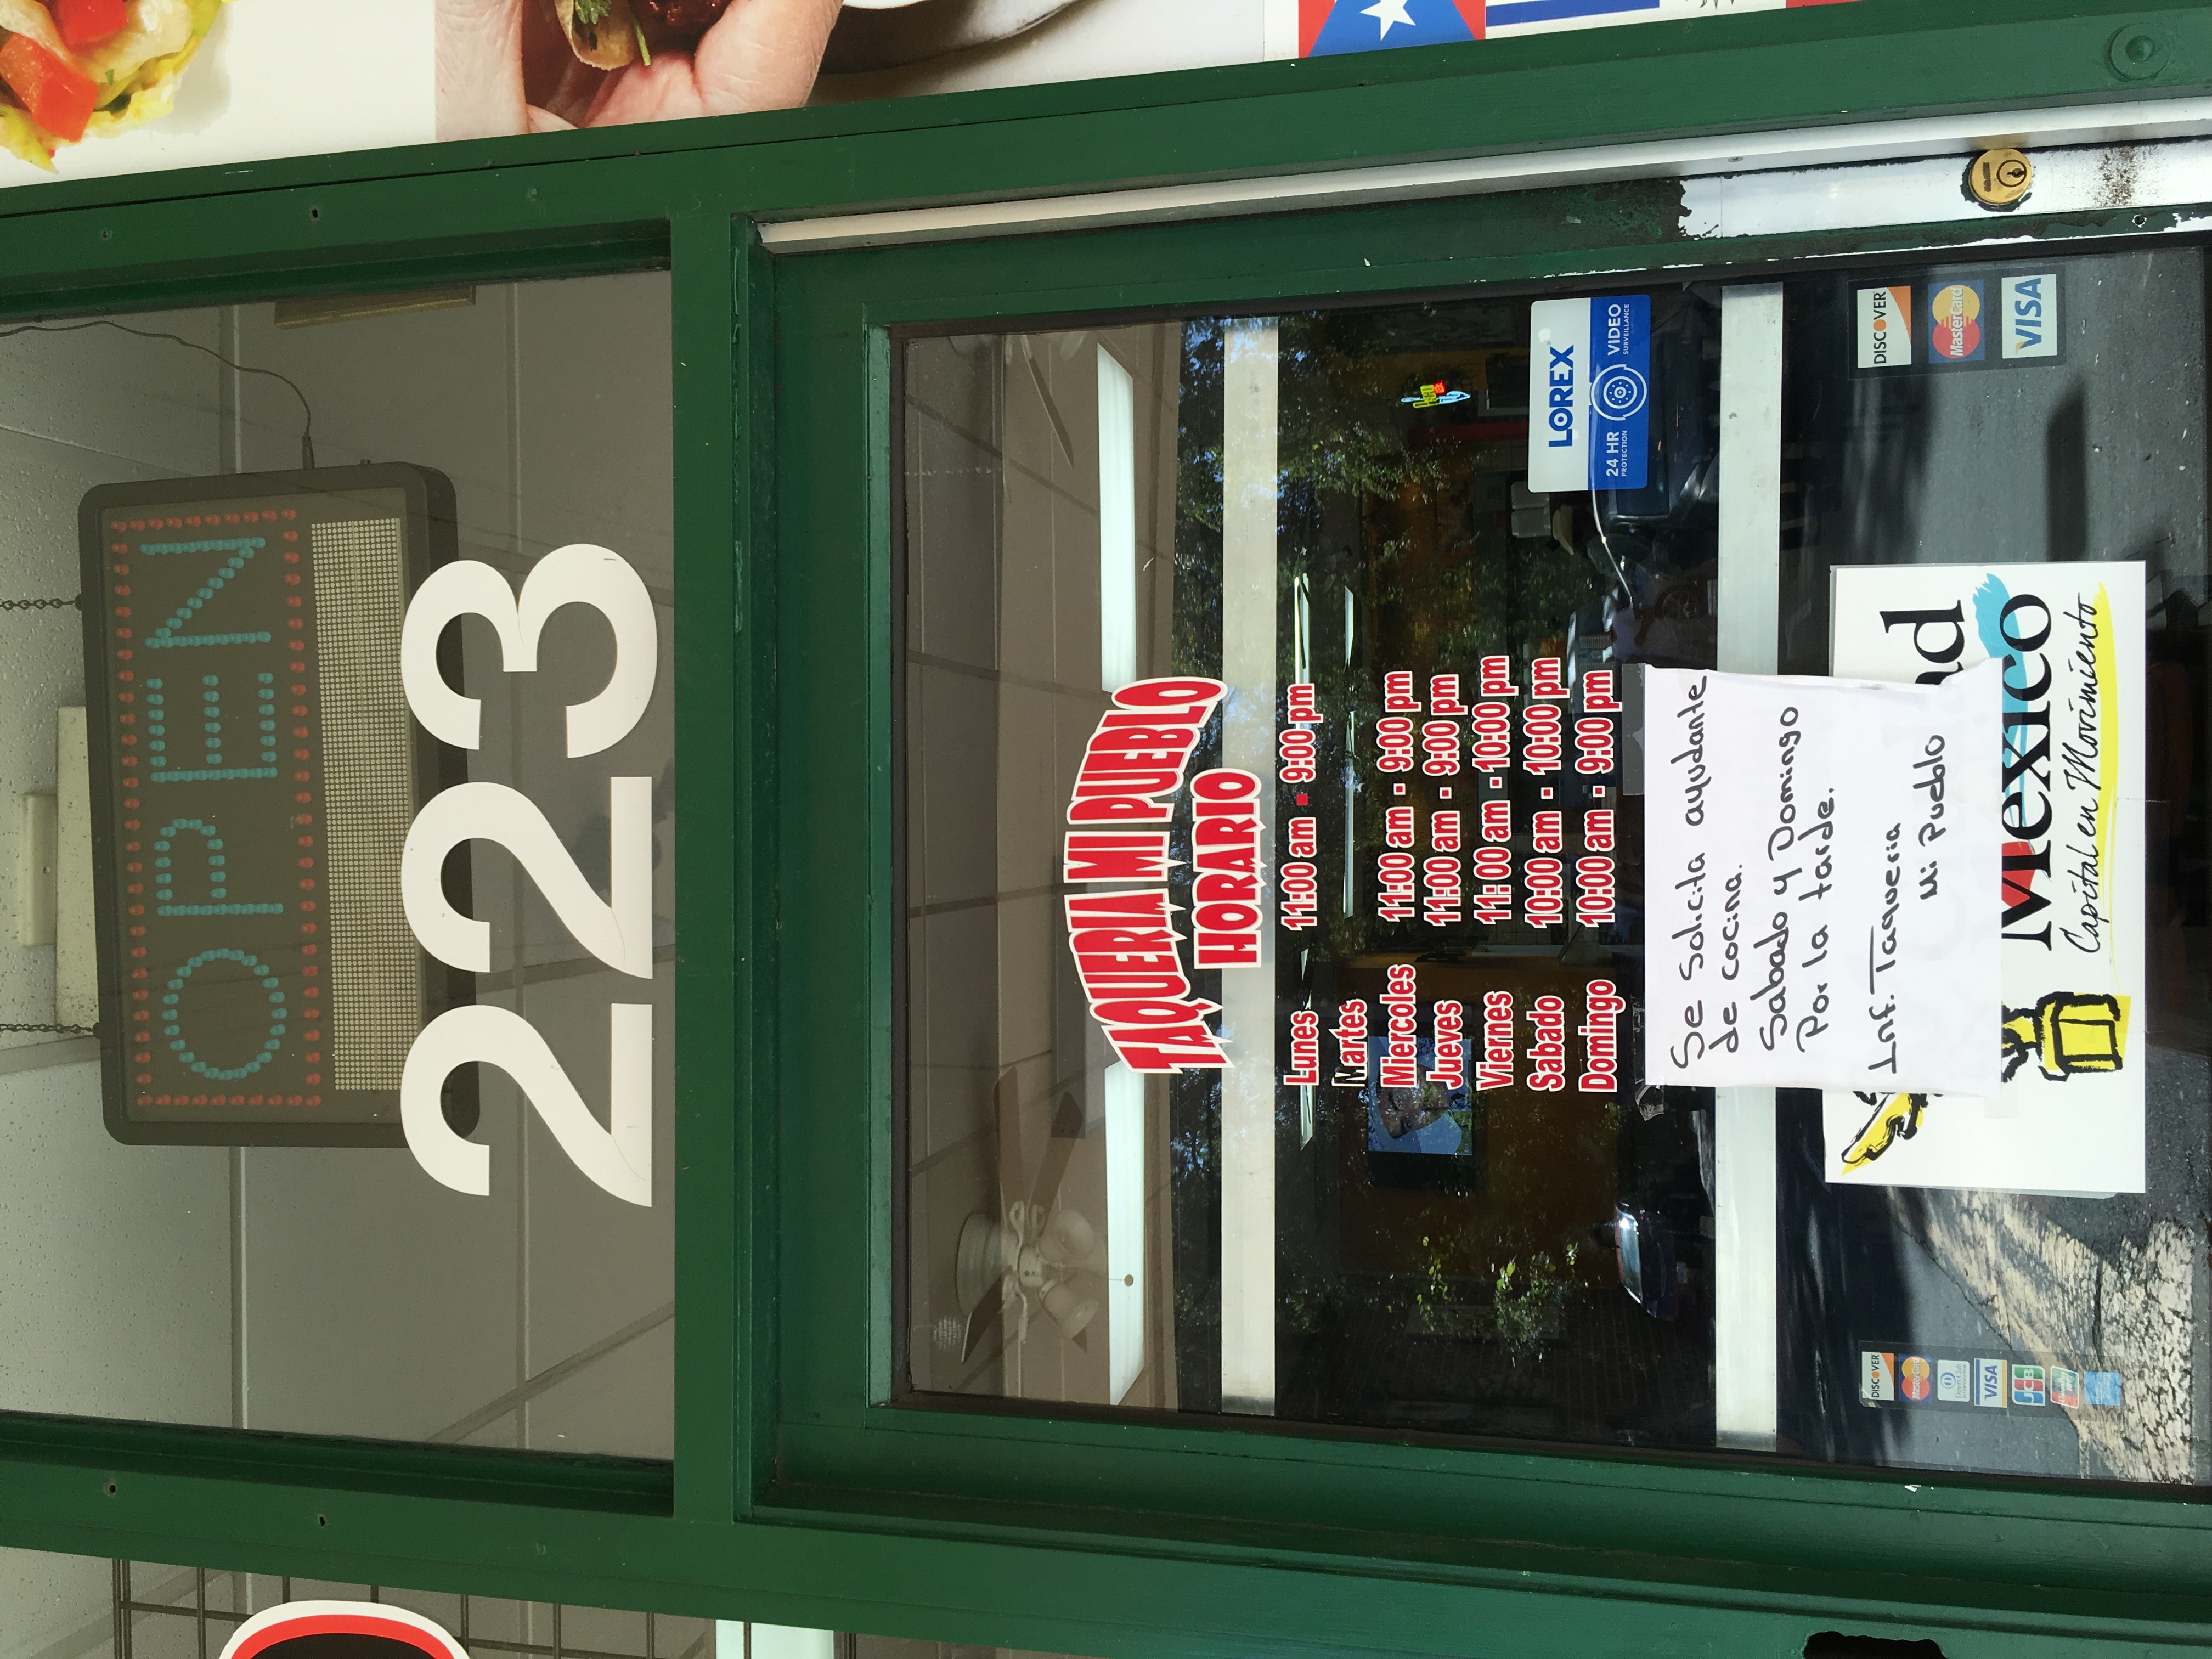 OPEN
223
TAQUERIA MI PUEBLO
HORARIO
Lunes 11:00 am - 9:00 pm
Martes
Miercoles 11:00 am - 9:00 pm
Jueves 11:00 am - 9:00 pm
Viernes 11:00 am - 10:00 pm
Sabado 10:00 am - 10:00 pm
Domingo 10:00 am - 9:00 pm
LOREX
24 HR PROTECTION
VIDEO SURVEILLANCE
Se Solicita ayudante
de cocina.
Sabado y Domingo
Por la tarde.
Inf. Taqueria
Mi Pueblo
México
Capital en Movimiento
DISCOVER
MasterCard
VISA
DISCOVER
MasterCard
VISA
JCB